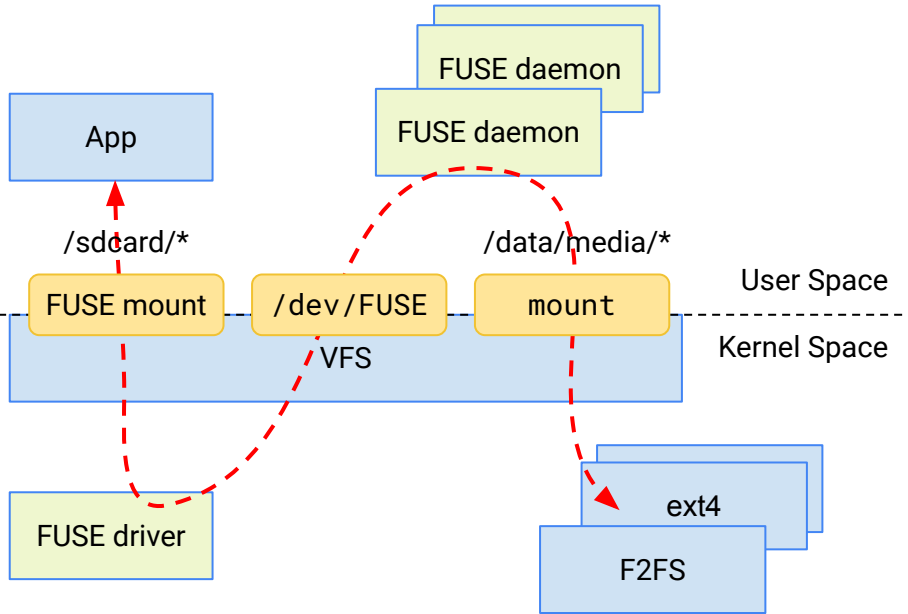 FUSE daemon
FUSE daemon
App
/sdcard/*
/data/media/*
User Space
FUSE mount
/dev/FUSE
mount
VFS
Kernel Space
ext4
FUSE driver
F2FS